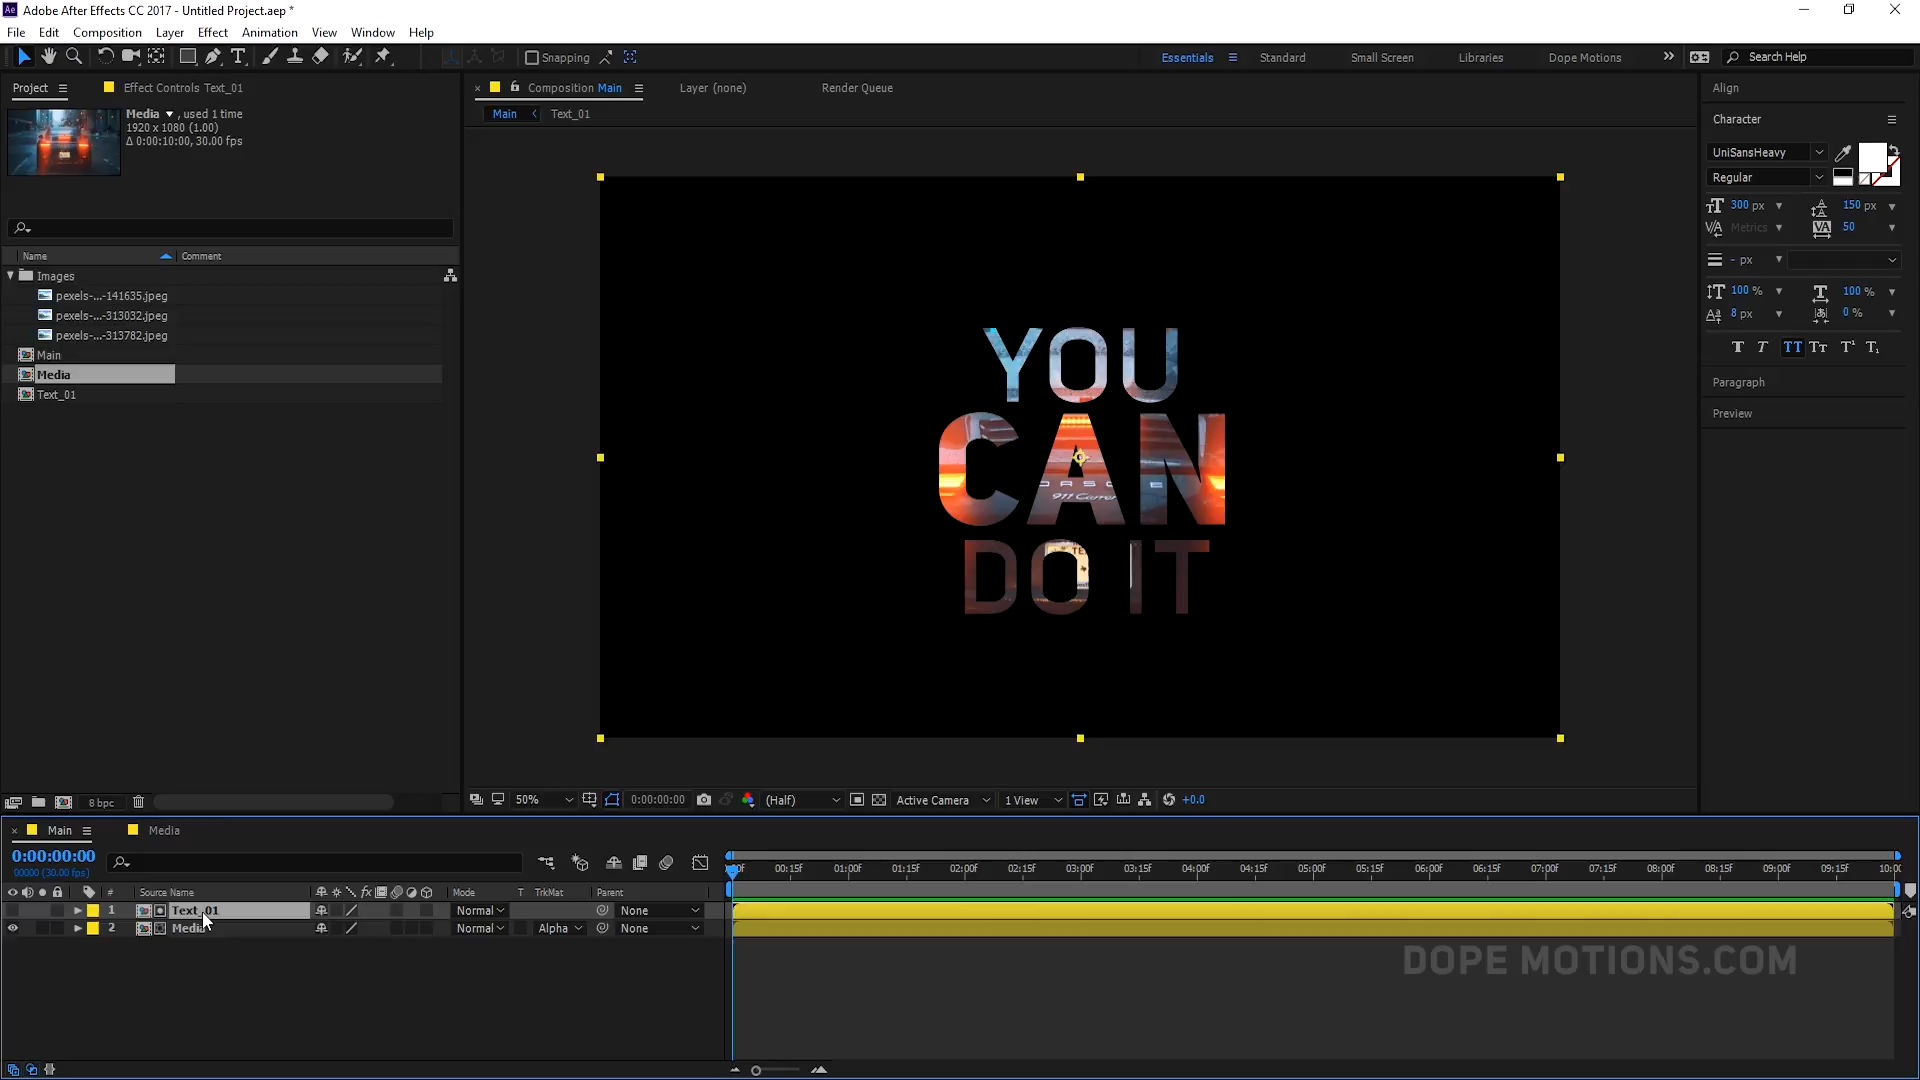 Adobe After Effects CC 2017 - Untitled Project.aep *
File Edit Composition Layer Effect Animation View Window Help
Snapping
Essentials Standard Small Screen Libraries Dope Motions Search Help
Project Effect Controls Text_01
Media , used 1 time
1920 x 1080 (1.00)
Δ 0:00:10:00, 30.00 fps
Name Comment
Images
pexels-...-141635.jpeg
pexels-...-313032.jpeg
pexels-...-313782.jpeg
Main
Media
Text_01
8 bpc
Composition Main Layer (none) Render Queue
Main Text_01
YOU
CAN
DO IT
911 Carrer
50% 0:00:00:00 (Half) Active Camera 1 View +0.0
Align
Character
UniSansHeavy
Regular
300 px 150 px
Metrics 50
- px
100 % 100 %
8 px 0 %
Paragraph
Preview
Main Media
0:00:00:00
00000 (30.00 fps)
# Source Name Mode T TrkMat Parent
1 Text_01 Normal None
2 Media Normal Alpha None
00:15f 01:00f 01:15f 02:00f 02:15f 03:00f 03:15f 04:00f 04:15f 05:00f 05:15f 06:00f 06:15f 07:00f 07:15f 08:00f 08:15f 09:00f 09:15f 10:00
DOPE MOTIONS.COM